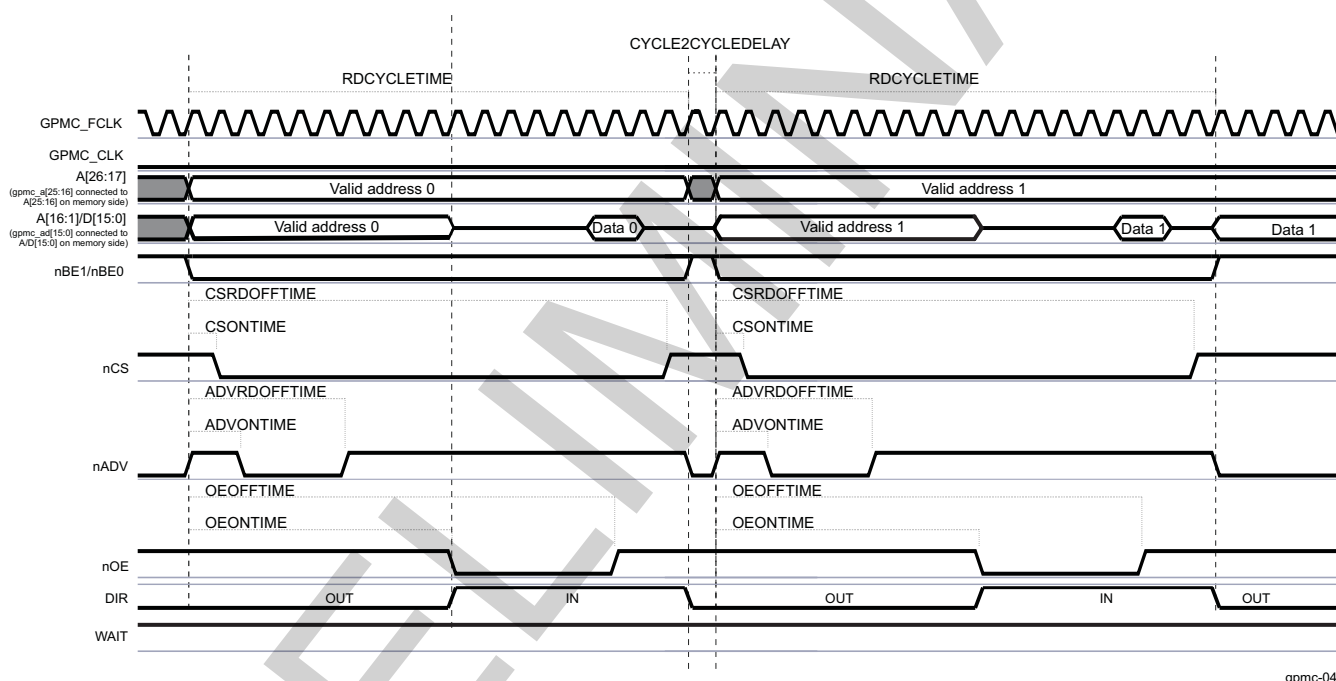 CYCLE2CYCLEDELAY
RDCYCLETIME RDCYCLETIME
GPMC_FCLK
GPMC_CLK
A[26:17]
(gpmc_a[25:16] connected to
A[25:16] on memory side)
Valid address 0 Valid address 1
A[16:1]/D[15:0]
(gpmc_ad[15:0] connected to
A/D[15:0] on memory side)
Valid address 0 Data 0 Valid address 1 Data 1 Data 1
nBE1/nBE0
CSRDOFFTIME CSRDOFFTIME
CSONTIME CSONTIME
nCS
ADVRDOFFTIME ADVRDOFFTIME
ADVONTIME ADVONTIME
nADV
OEOFFTIME OEOFFTIME
OEONTIME OEONTIME
nOE
DIR OUT IN OUT IN OUT
WAIT
gpmc-04